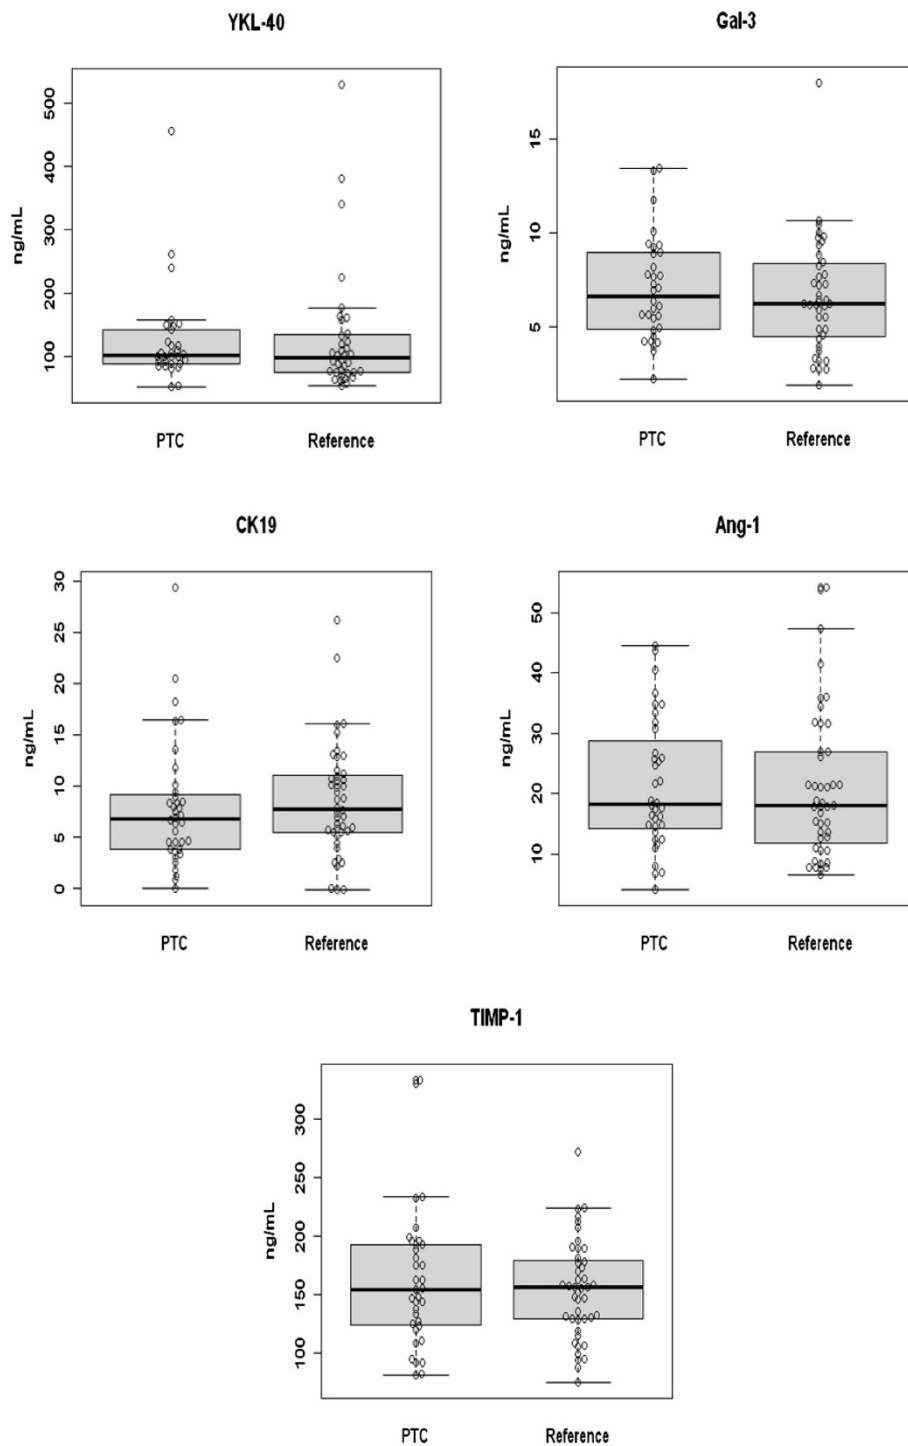 YKL-40
500
400
300
200
100
ng/mL
PTC
Reference
Gal-3
15
10
5
ng/mL
PTC
Reference
CK19
30
25
20
15
10
5
0
ng/mL
PTC
Reference
Ang-1
50
40
30
20
10
ng/mL
PTC
Reference
TIMP-1
300
250
200
150
100
ng/mL
PTC
Reference